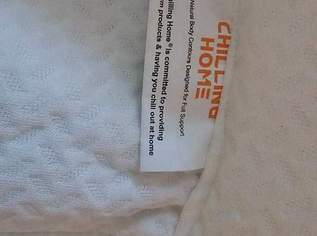 CHILLING
HOME
Natural Body Contours Designed for Full Support
Home® is committed to providing
products & having you chill out at home